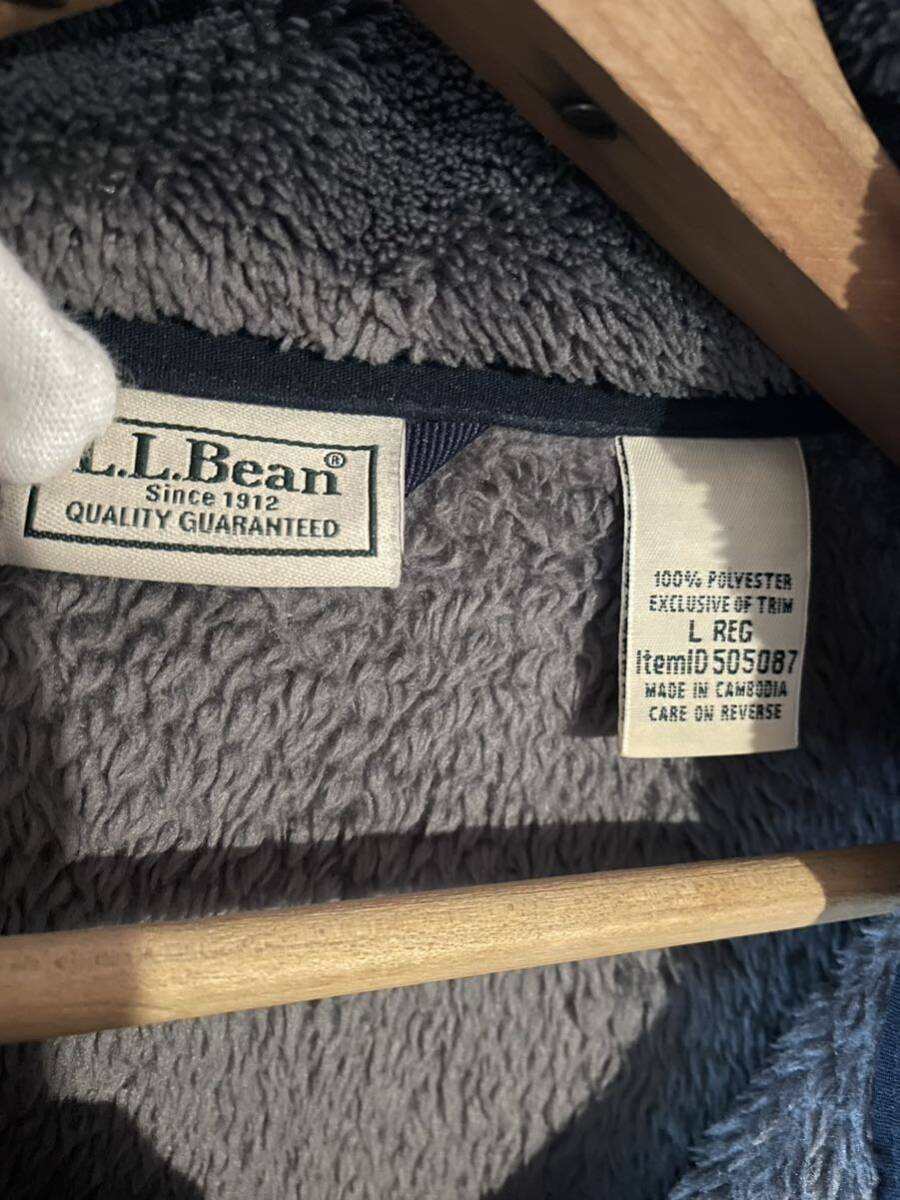 L.L.Bean®
Since 1912
QUALITY GUARANTEED
100% POLYESTER
EXCLUSIVE OF TRIM
L REG
ItemID 505087
MADE IN CAMBODIA
CARE ON REVERSE